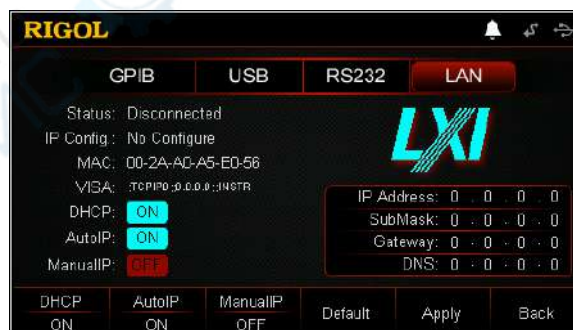 RIGOL
GPIB USB RS232 LAN
Status: Disconnected
IP Config.: No Configure
MAC: 00-2A-A0-A5-E0-56
VISA: TCPIP0::0.0.0.0::INSTR
DHCP: ON
AutoIP: ON
ManualIP: OFF
LXI
IP Address: 0 . 0 . 0 . 0
SubMask: 0 . 0 . 0 . 0
Gateway: 0 . 0 . 0 . 0
DNS: 0 . 0 . 0 . 0
DHCP AutoIP ManualIP Default Apply Back
ON ON OFF